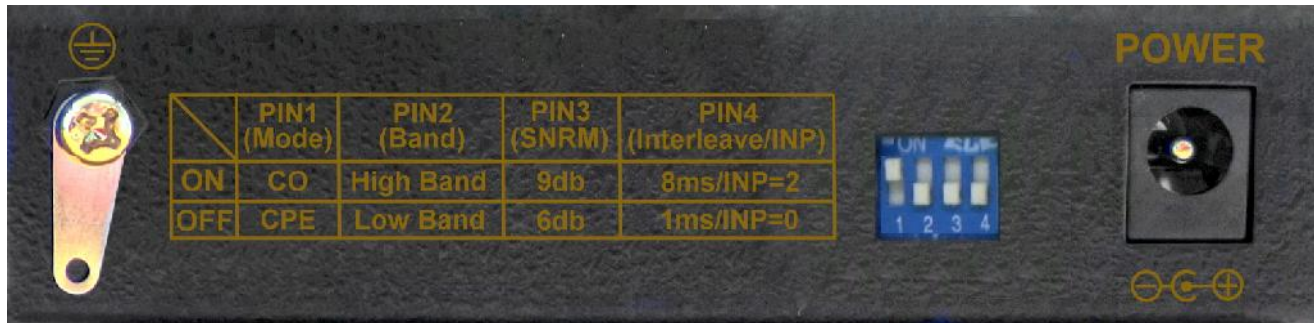 POWER
PIN1 PIN2 PIN3 PIN4
(Mode) (Band) (SNRM) (Interleave/INP)
ON CO High Band 9db 8ms/INP=2
OFF CPE Low Band 6db 1ms/INP=0
ON
1 2 3 4